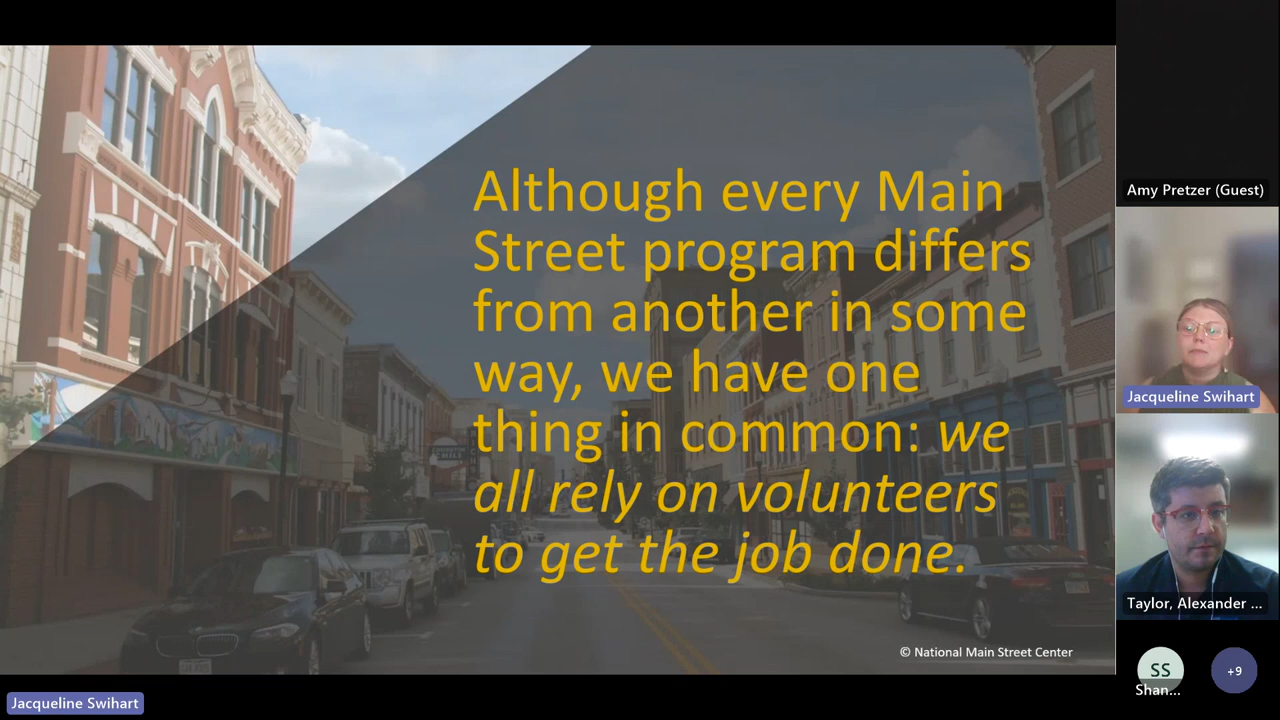 Although every Main
Street program differs
from another in some
way, we have one
thing in common: we
all rely on volunteers
to get the job done.
© National Main Street Center
Jacqueline Swihart
Amy Pretzer (Guest)
Jacqueline Swihart
Taylor, Alexander ...
SS
Shan...
+9